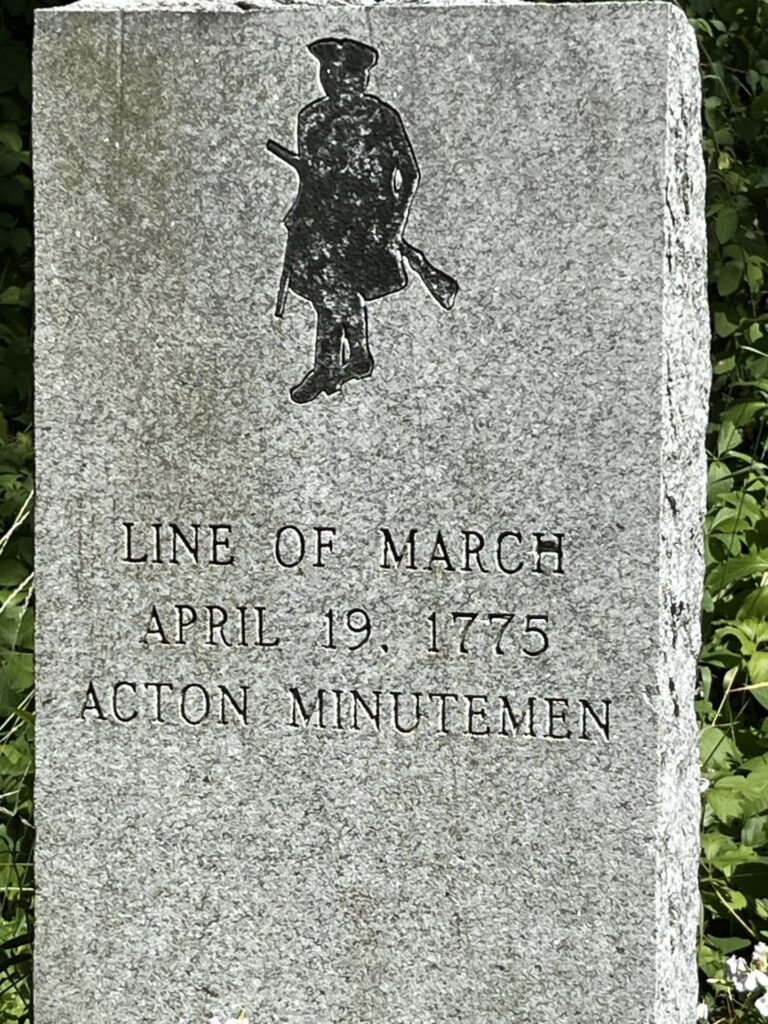 LINE OF MARCH
APRIL 19, 1775
ACTON MINUTEMEN